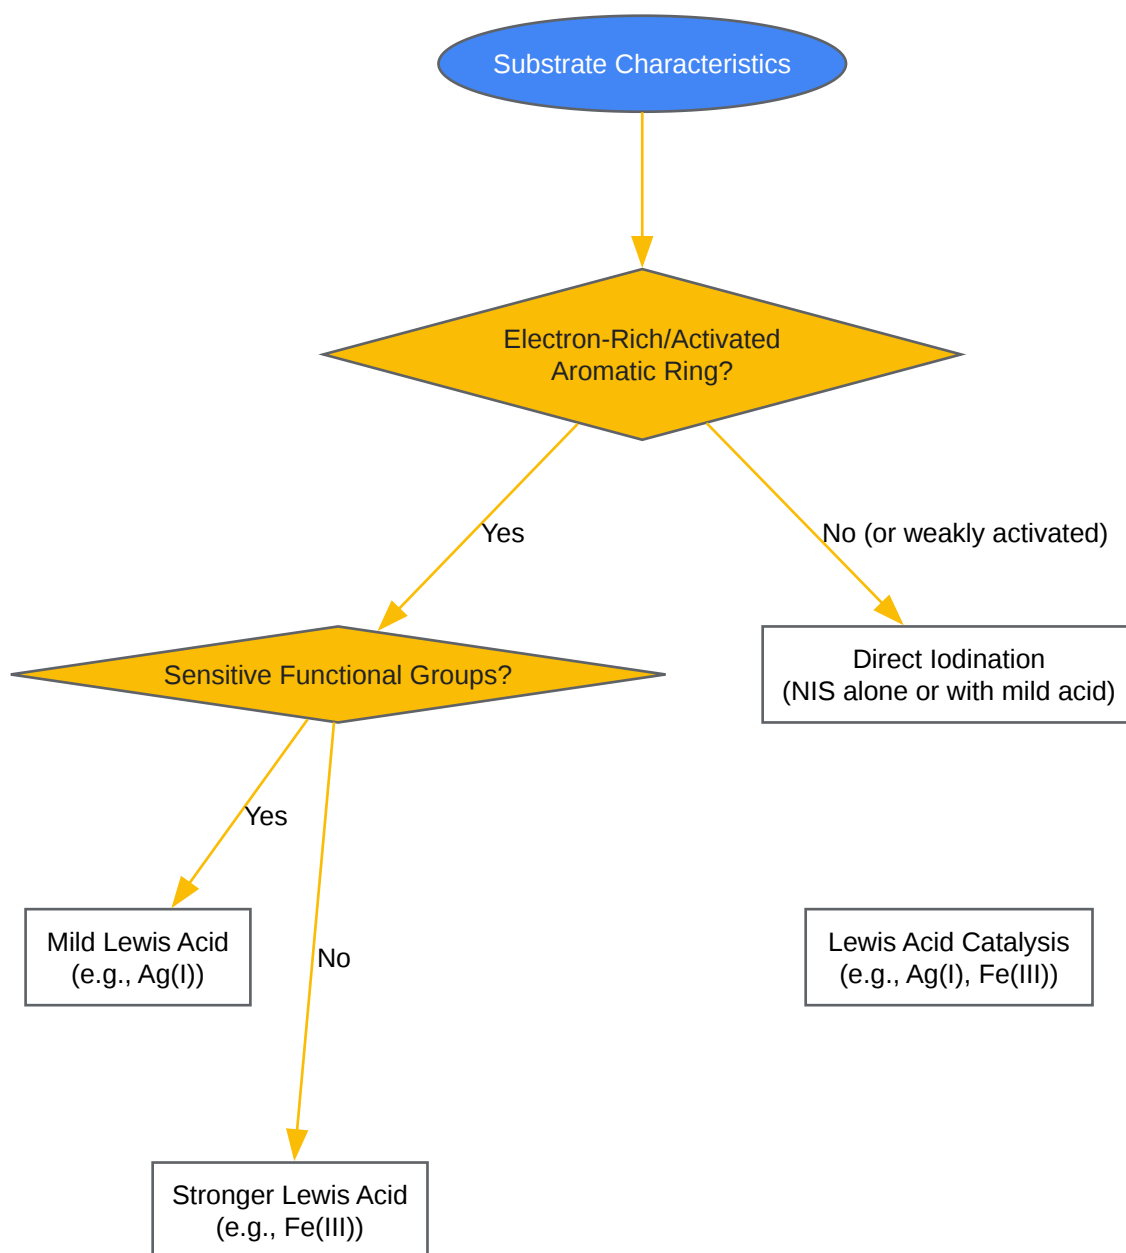 Substrate Characteristics
Electron-Rich/Activated
Aromatic Ring?
Yes
No (or weakly activated)
Sensitive Functional Groups?
Direct Iodination
(NIS alone or with mild acid)
Yes
Mild Lewis Acid
(e.g., Ag(I))
No
Lewis Acid Catalysis
(e.g., Ag(I), Fe(III))
Stronger Lewis Acid
(e.g., Fe(III))